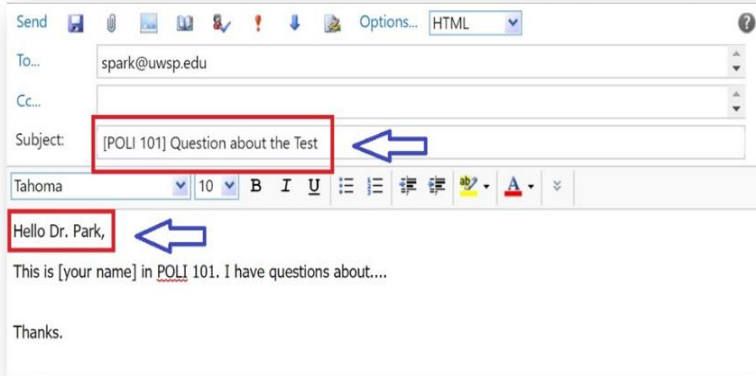 Send Options... HTML
To... spark@uwsp.edu
Cc...
Subject: [POLI 101] Question about the Test
Tahoma 10 B I U ab A
Hello Dr. Park,
This is [your name] in POLI 101. I have questions about....
Thanks.